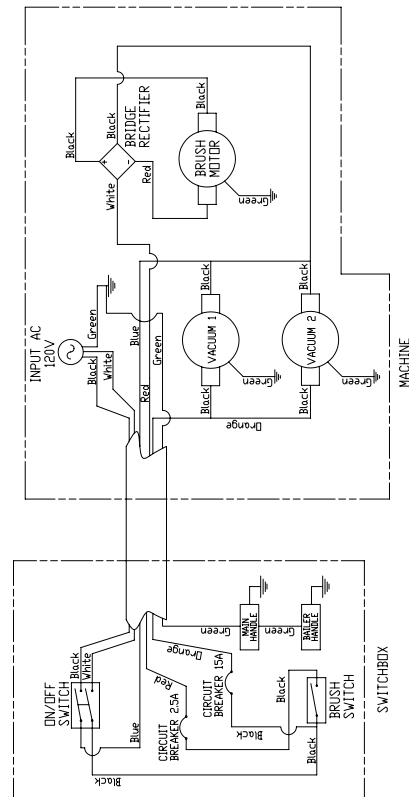 INPUT AC
120V
Black
White
Green
Black
Black
White
BRIDGE
RECTIFIER
+
-
Red
Black
BRUSH
MOTOR
Green
Blue
Red
Green
Black
VACUUM 1
Black
Green
Black
VACUUM 2
Black
Green
Orange
MACHINE
ON/OFF
SWITCH
Black
White
Blue
Black
Orange
Red
CIRCUIT
BREAKER 2.5A
CIRCUIT
BREAKER 15A
Black
Black
Black
BRUSH
SWITCH
Green
MAIN
HANDLE
Green
BAILER
HANDLE
SWITCHBOX